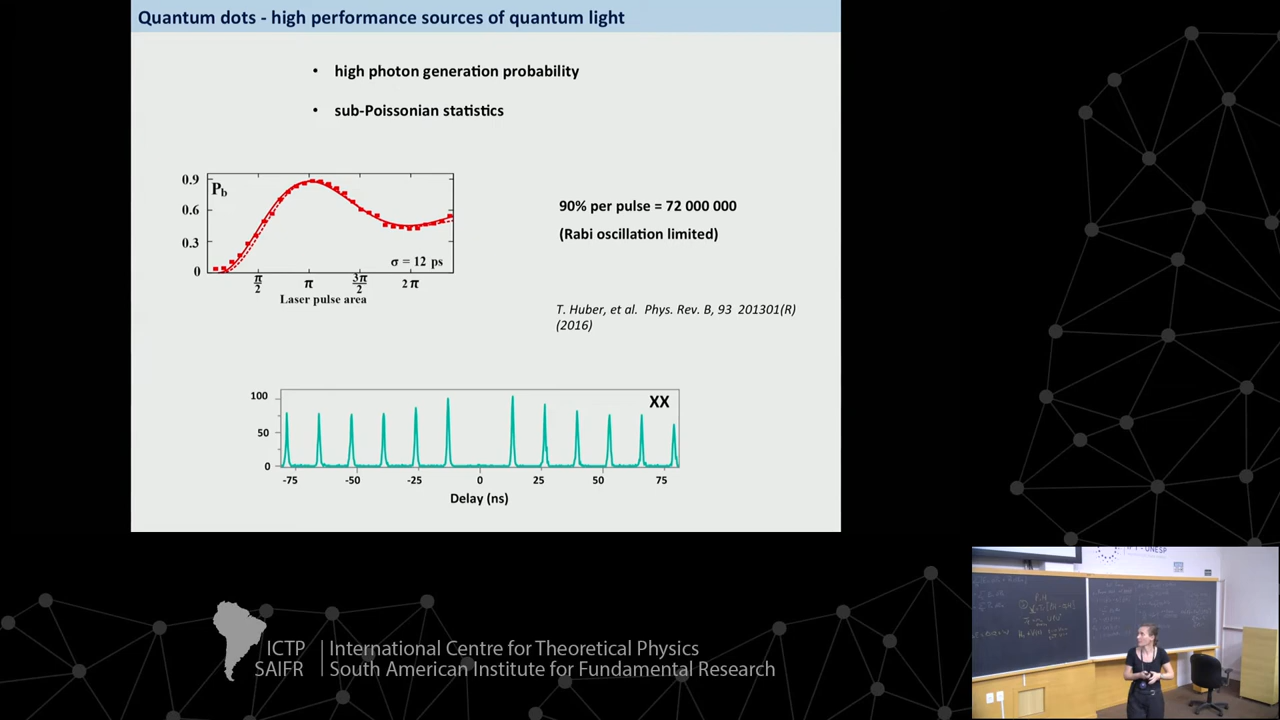 Quantum dots - high performance sources of quantum light
• high photon generation probability
• sub-Poissonian statistics
0.9
0.6
0.3
0
Pb
σ = 12 ps
π/2 π 3π/2 2π
Laser pulse area
90% per pulse = 72 000 000
(Rabi oscillation limited)
T. Huber, et al. Phys. Rev. B, 93 201301(R)
(2016)
100
50
0
XX
-75 -50 -25 0 25 50 75
Delay (ns)
ICTP
SAIFR
International Centre for Theoretical Physics
South American Institute for Fundamental Research
UNESP